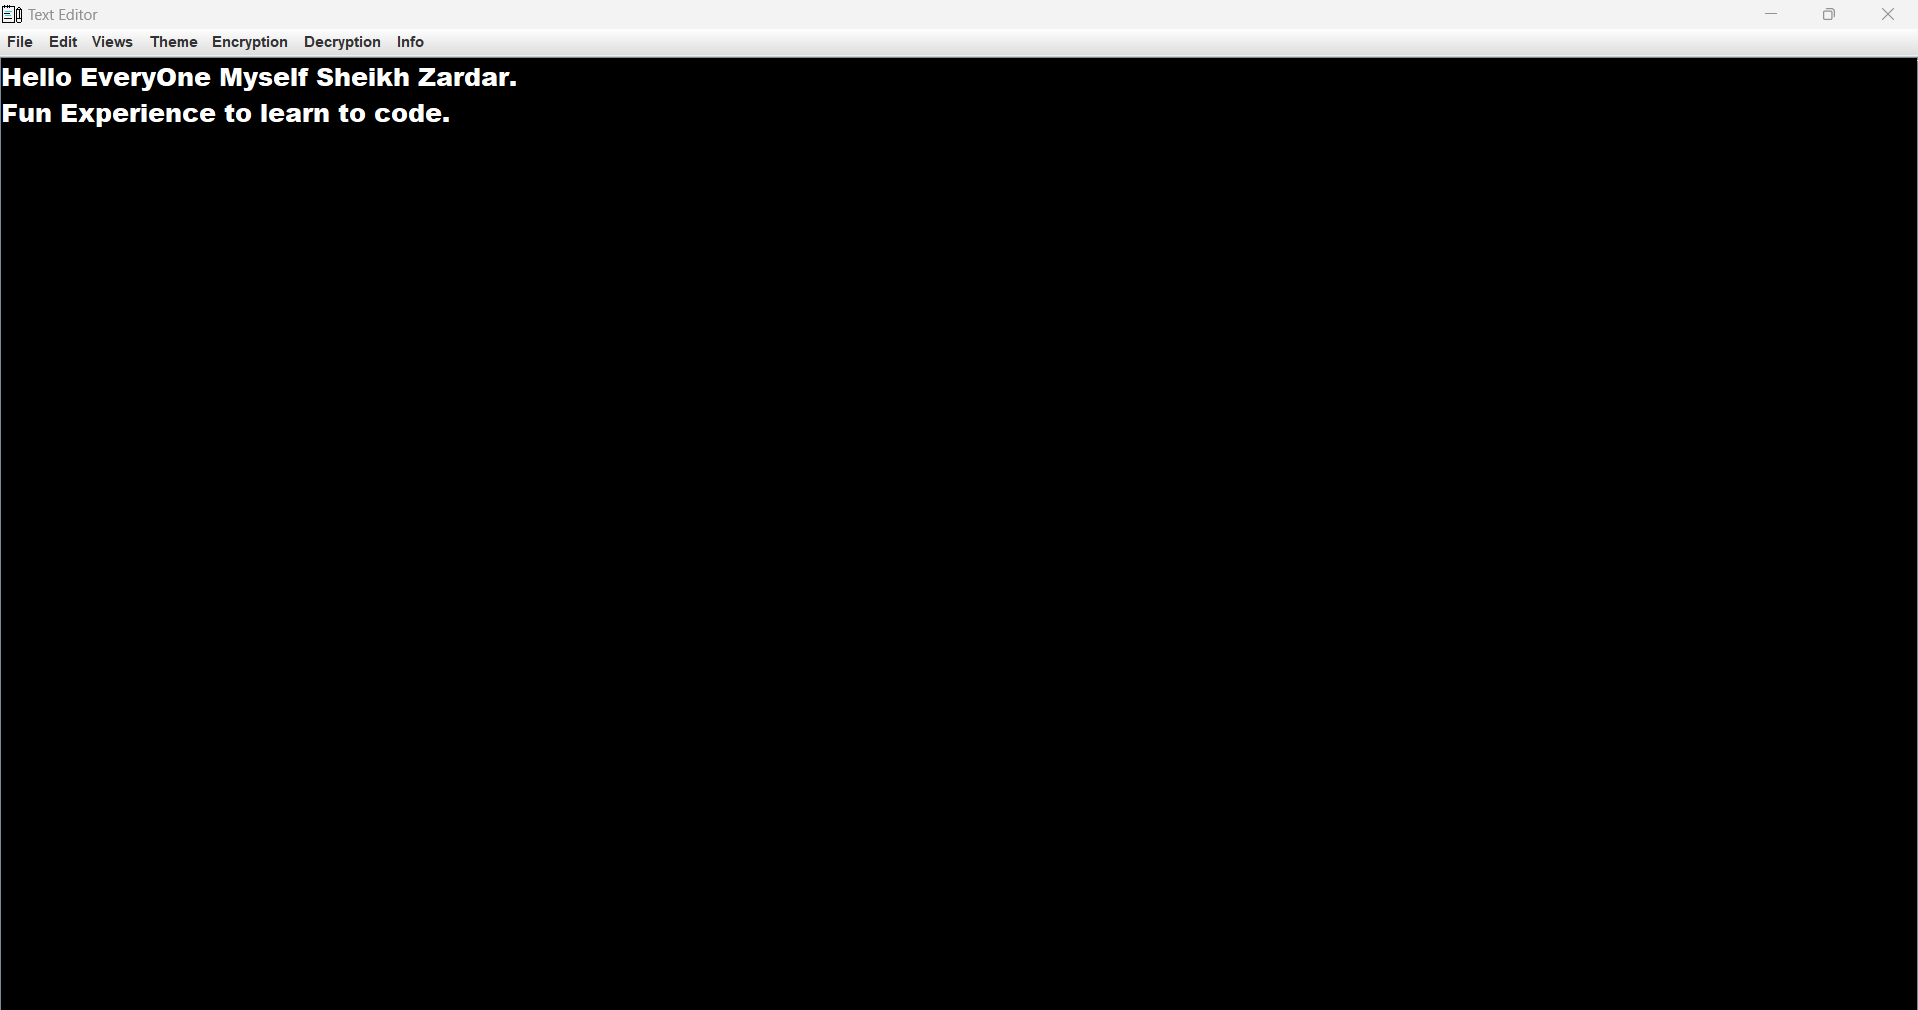 Text Editor
File Edit Views Theme Encryption Decryption Info
Hello EveryOne Myself Sheikh Zardar.
Fun Experience to learn to code.